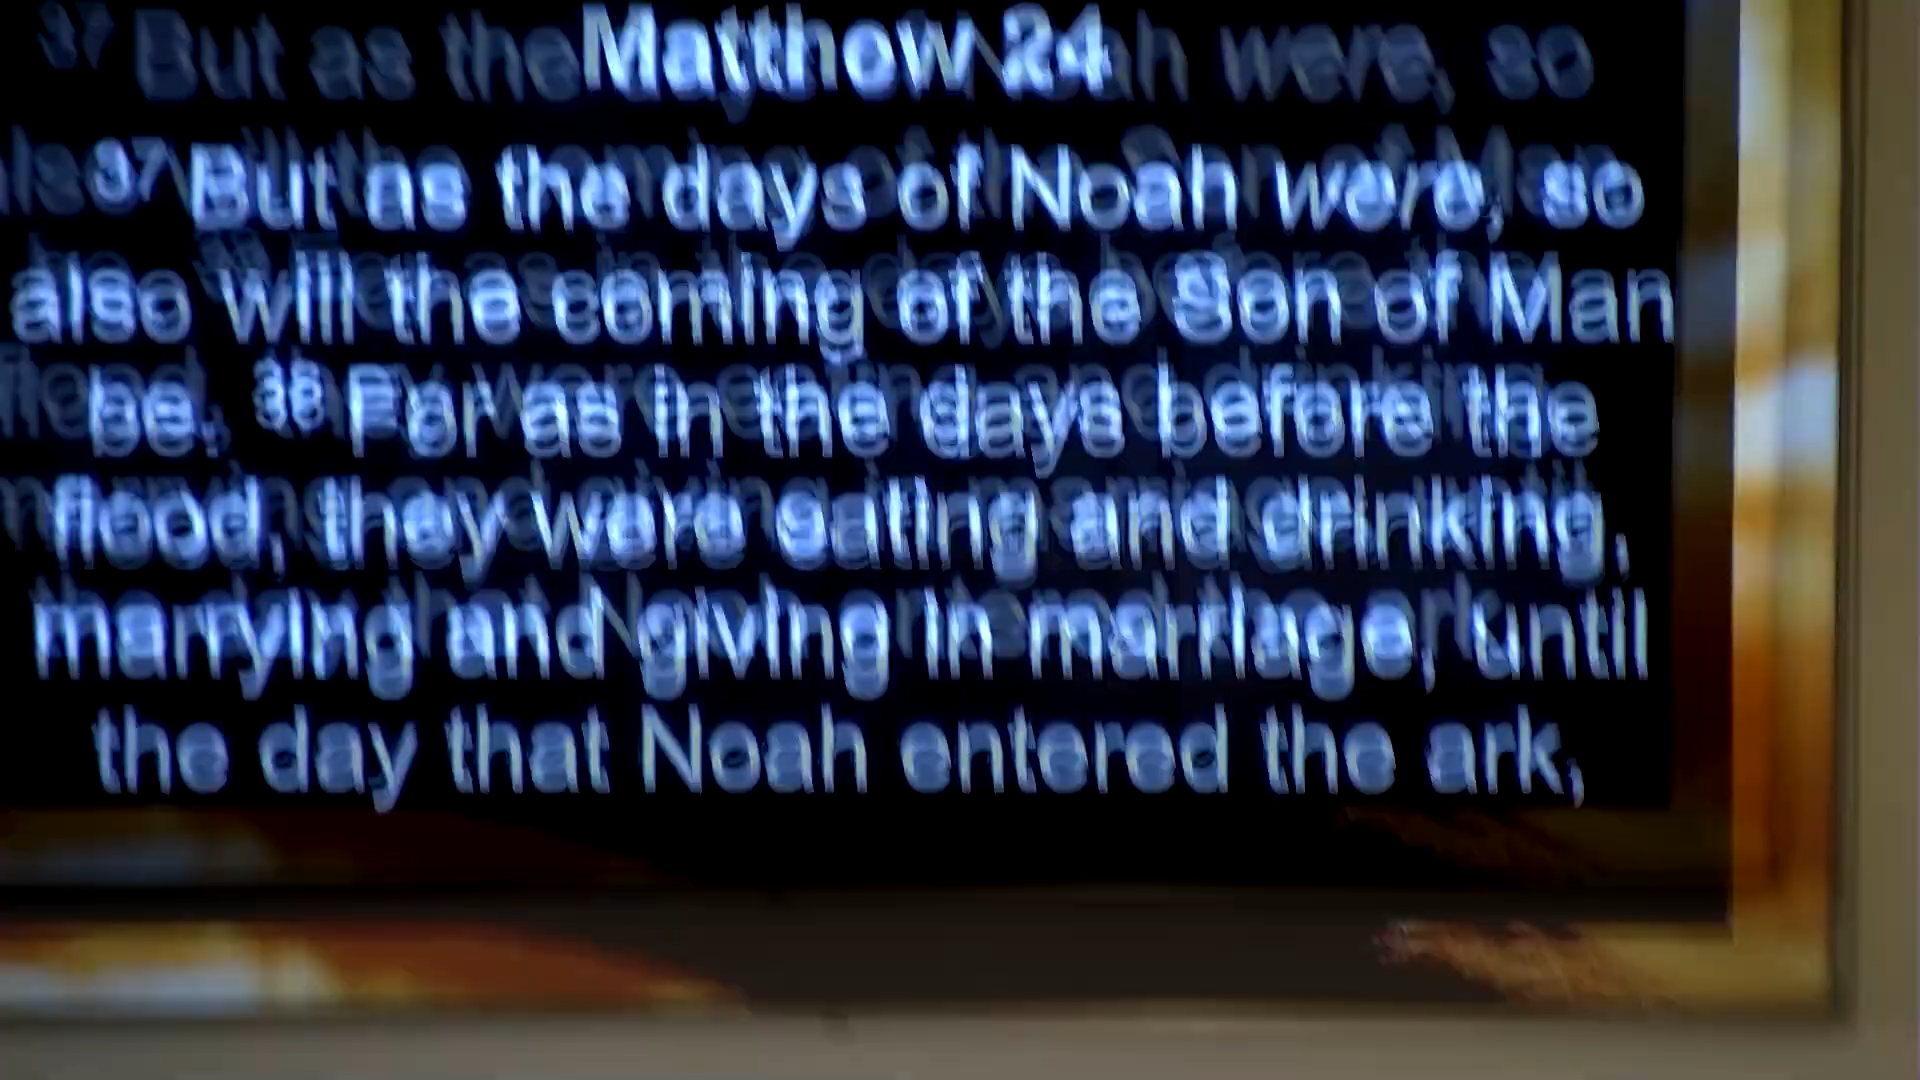 Matthew 24
37 But as the days of Noah were, so
also will the coming of the Son of Man
be. 38 For as in the days before the
flood, they were eating and drinking,
marrying and giving in marriage, until
the day that Noah entered the ark,